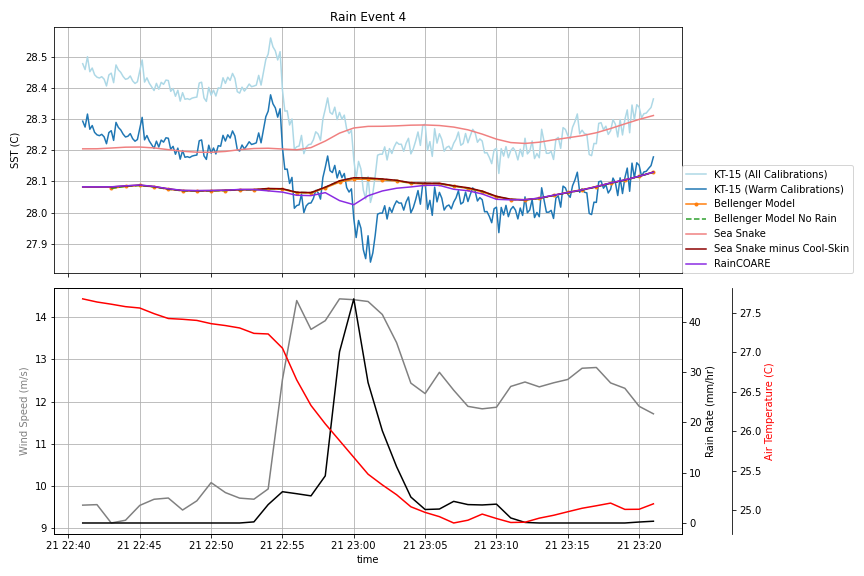 Rain Event 4
28.5
28.4
28.3
28.2
28.1
28.0
27.9
SST (C)
KT-15 (All Calibrations)
KT-15 (Warm Calibrations)
Bellenger Model
Bellenger Model No Rain
Sea Snake
Sea Snake minus Cool-Skin
RainCOARE
14
13
12
11
10
9
Wind Speed (m/s)
40
30
20
10
0
Rain Rate (mm/hr)
27.5
27.0
26.5
26.0
25.5
25.0
Air Temperature (C)
21 22:40 21 22:45 21 22:50 21 22:55 21 23:00 21 23:05 21 23:10 21 23:15 21 23:20
time